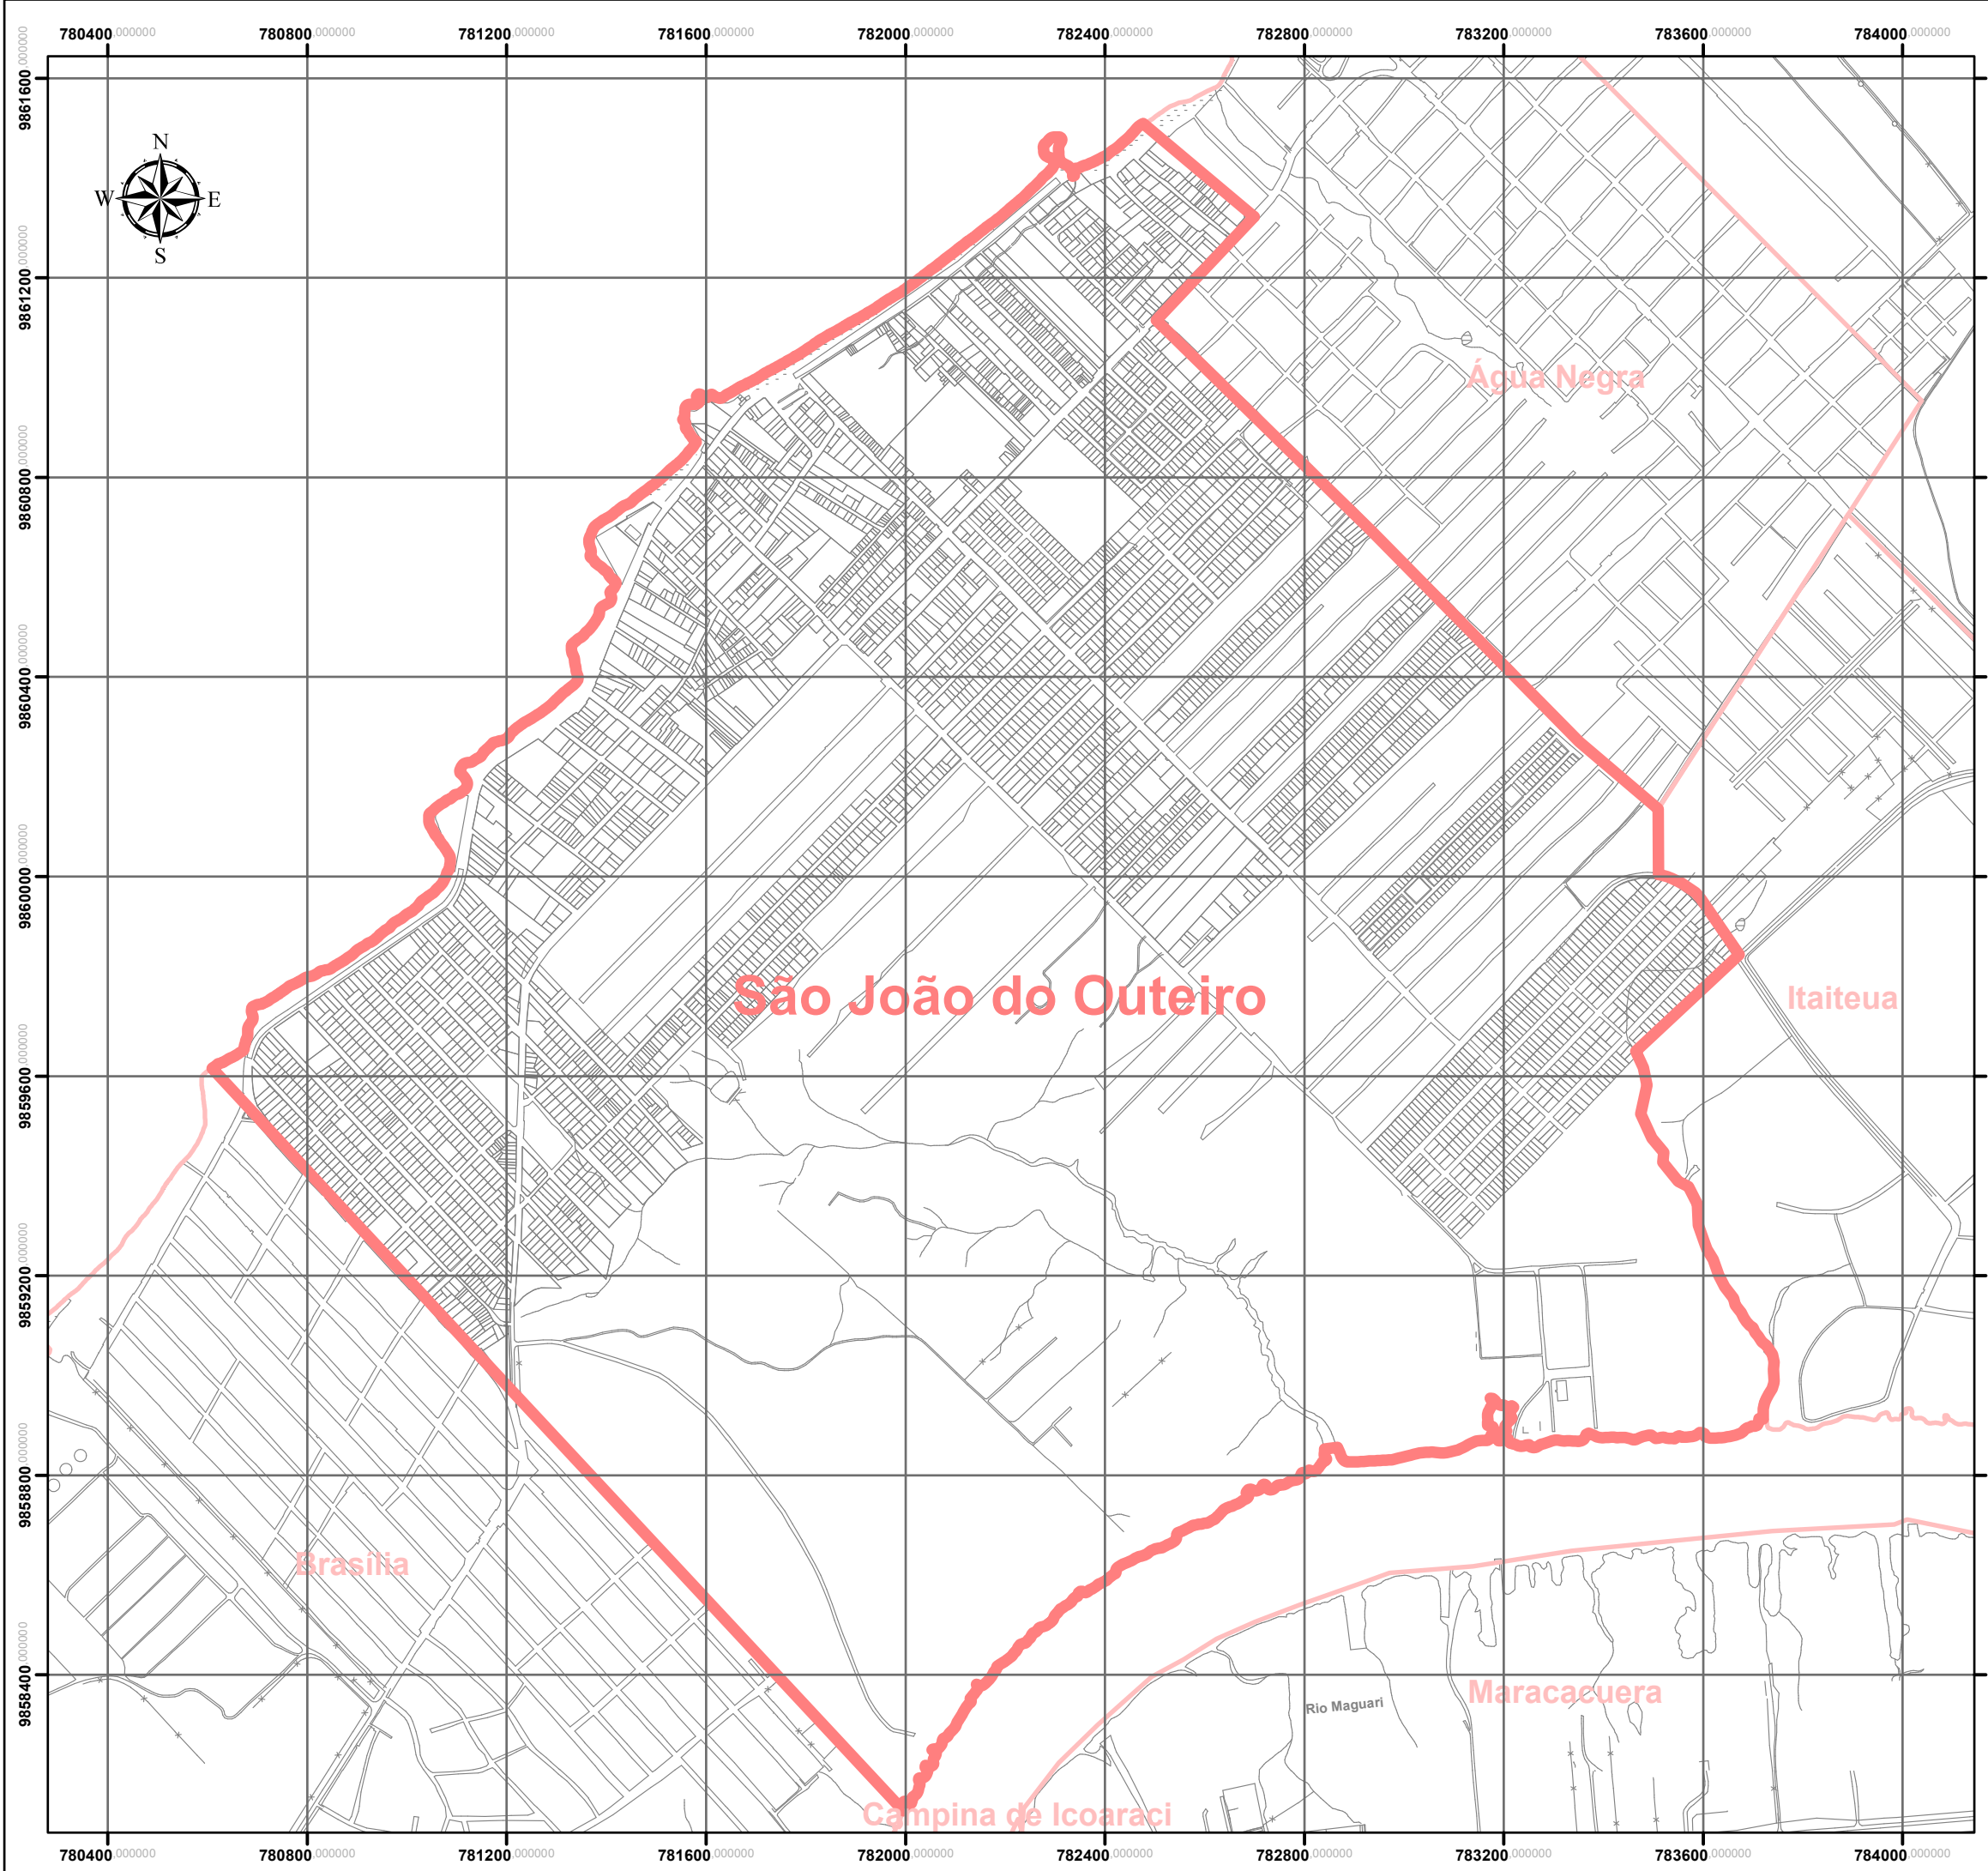 780400.000000 780800.000000 781200.000000 781600.000000 782000.000000 782400.000000 782800.000000 783200.000000 783600.000000 784000.000000
9861600.000000
N
W E
S
9861200.000000
Água Negra
9860800.000000
9860400.000000
9860000.000000
São João do Outeiro
Itaiteua
9859600.000000
9859200.000000
9858800.000000
Brasília
9858400.000000
Maracacuera
Rio Maguari
Campina de Icoaraci
780400.000000 780800.000000 781200.000000 781600.000000 782000.000000 782400.000000 782800.000000 783200.000000 783600.000000 784000.000000